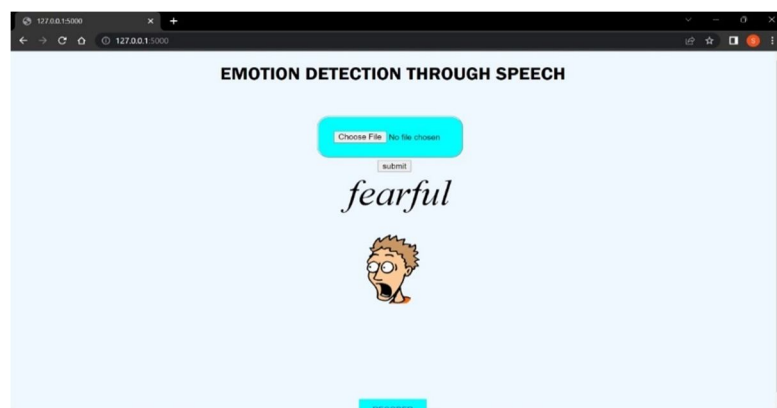 127.0.0.1:5000
127.0.0.1:5000
EMOTION DETECTION THROUGH SPEECH
Choose File No file chosen
submit
fearful